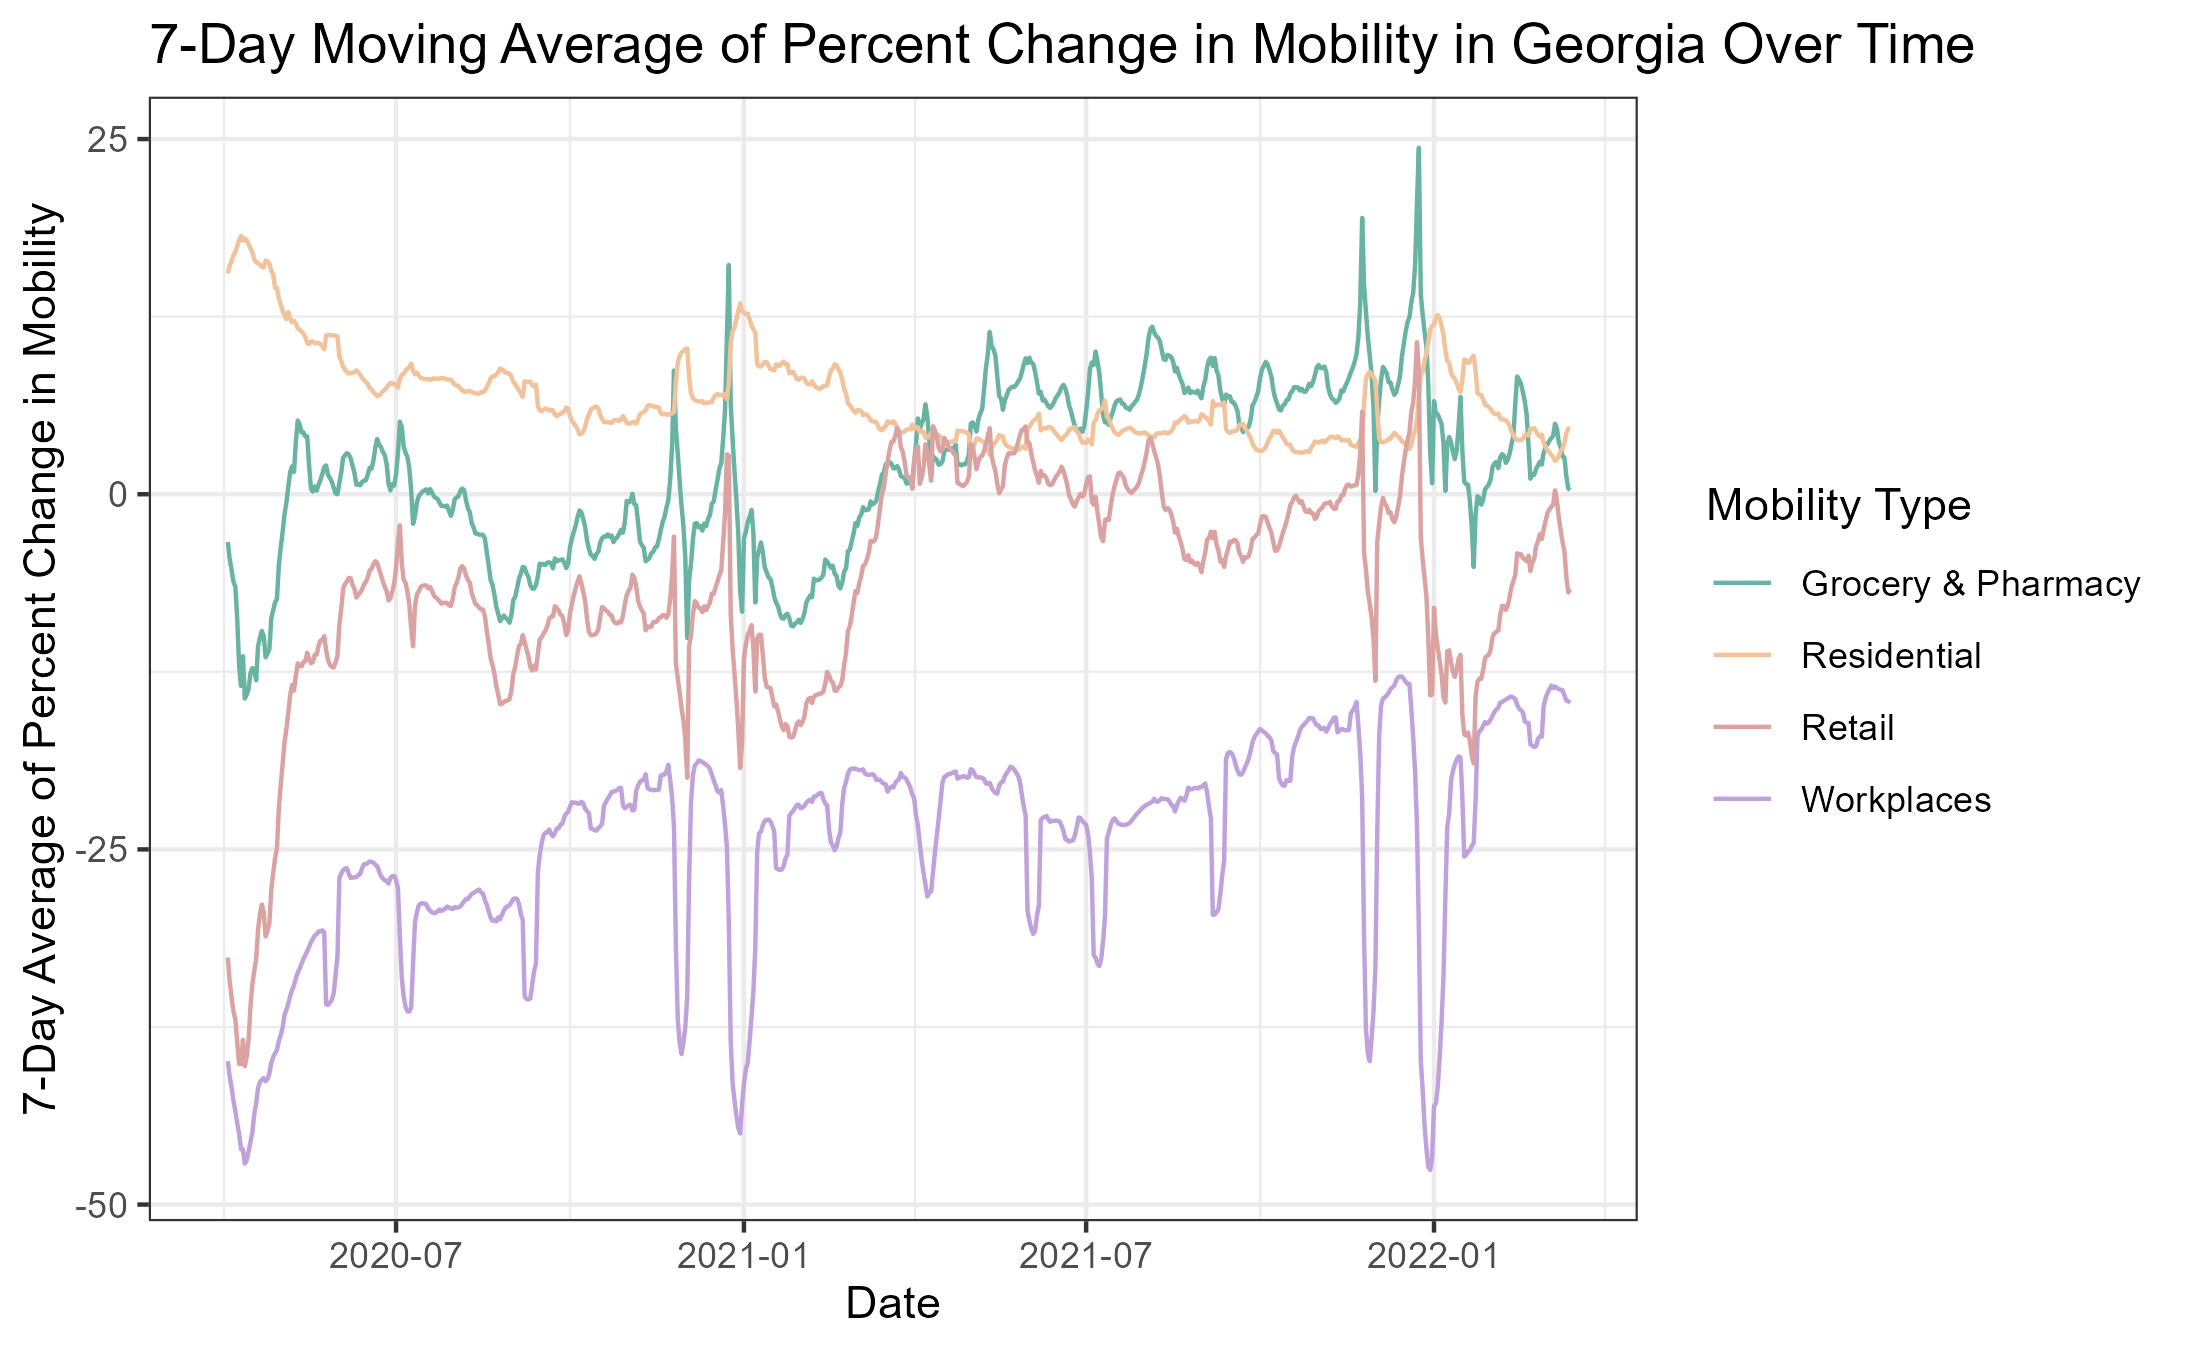 7-Day Moving Average of Percent Change in Mobility in Georgia Over Time
7-Day Average of Percent Change in Mobility
25
0
-25
-50
2020-07
2021-01
2021-07
2022-01
Date
Mobility Type
Grocery & Pharmacy
Residential
Retail
Workplaces